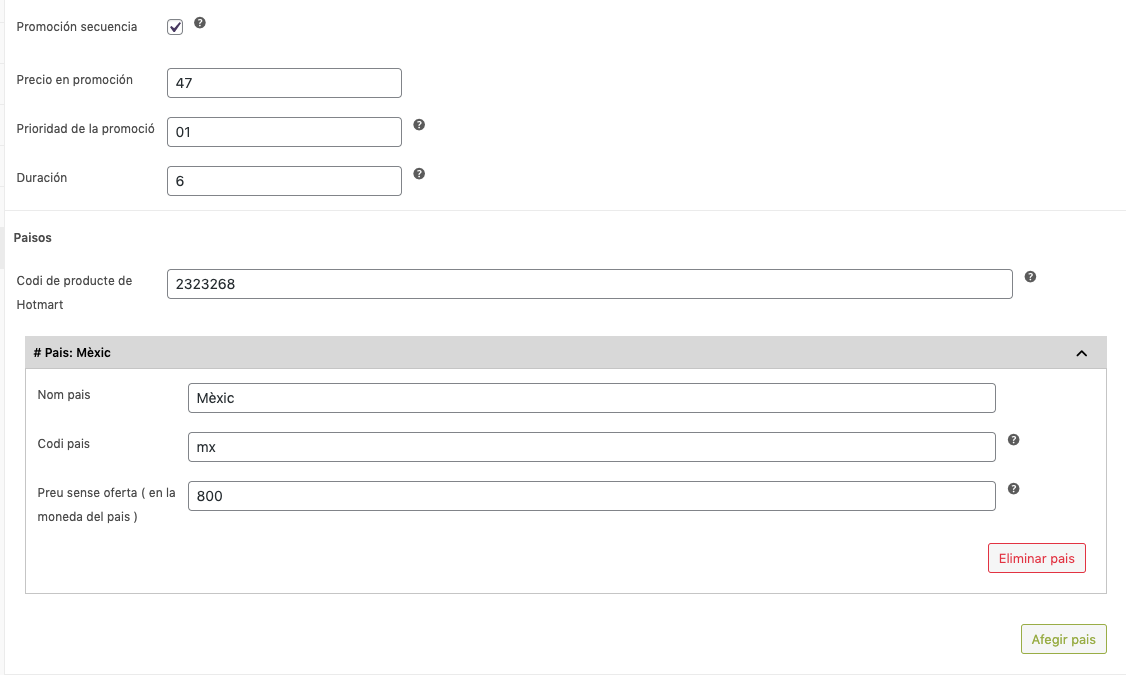 Promoción secuencia
Precio en promoción 47
Prioridad de la promoció 01
Duración 6
Paisos
Codi de producte de
Hotmart
2323268
# Pais: Mèxic
Nom pais Mèxic
Codi pais mx
Preu sense oferta ( en la
moneda del pais )
800
Eliminar pais
Afegir pais